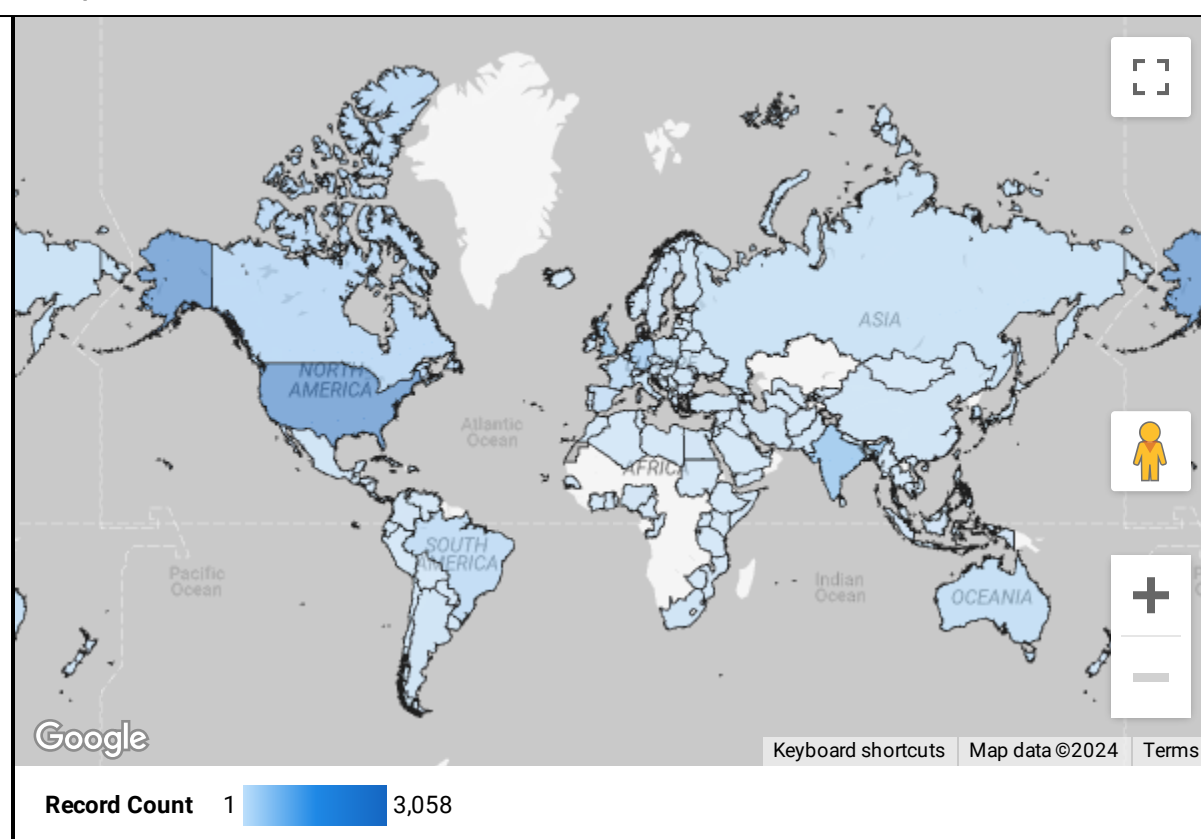 ASIA
NORTH
AMERICA
EUROPE
Atlantic
Ocean
AFRICA
SOUTH
AMERICA
Pacific
Ocean
Indian
Ocean
OCEANIA
Google
Keyboard shortcuts
Map data ©2024
Terms
Record Count 1 3,058